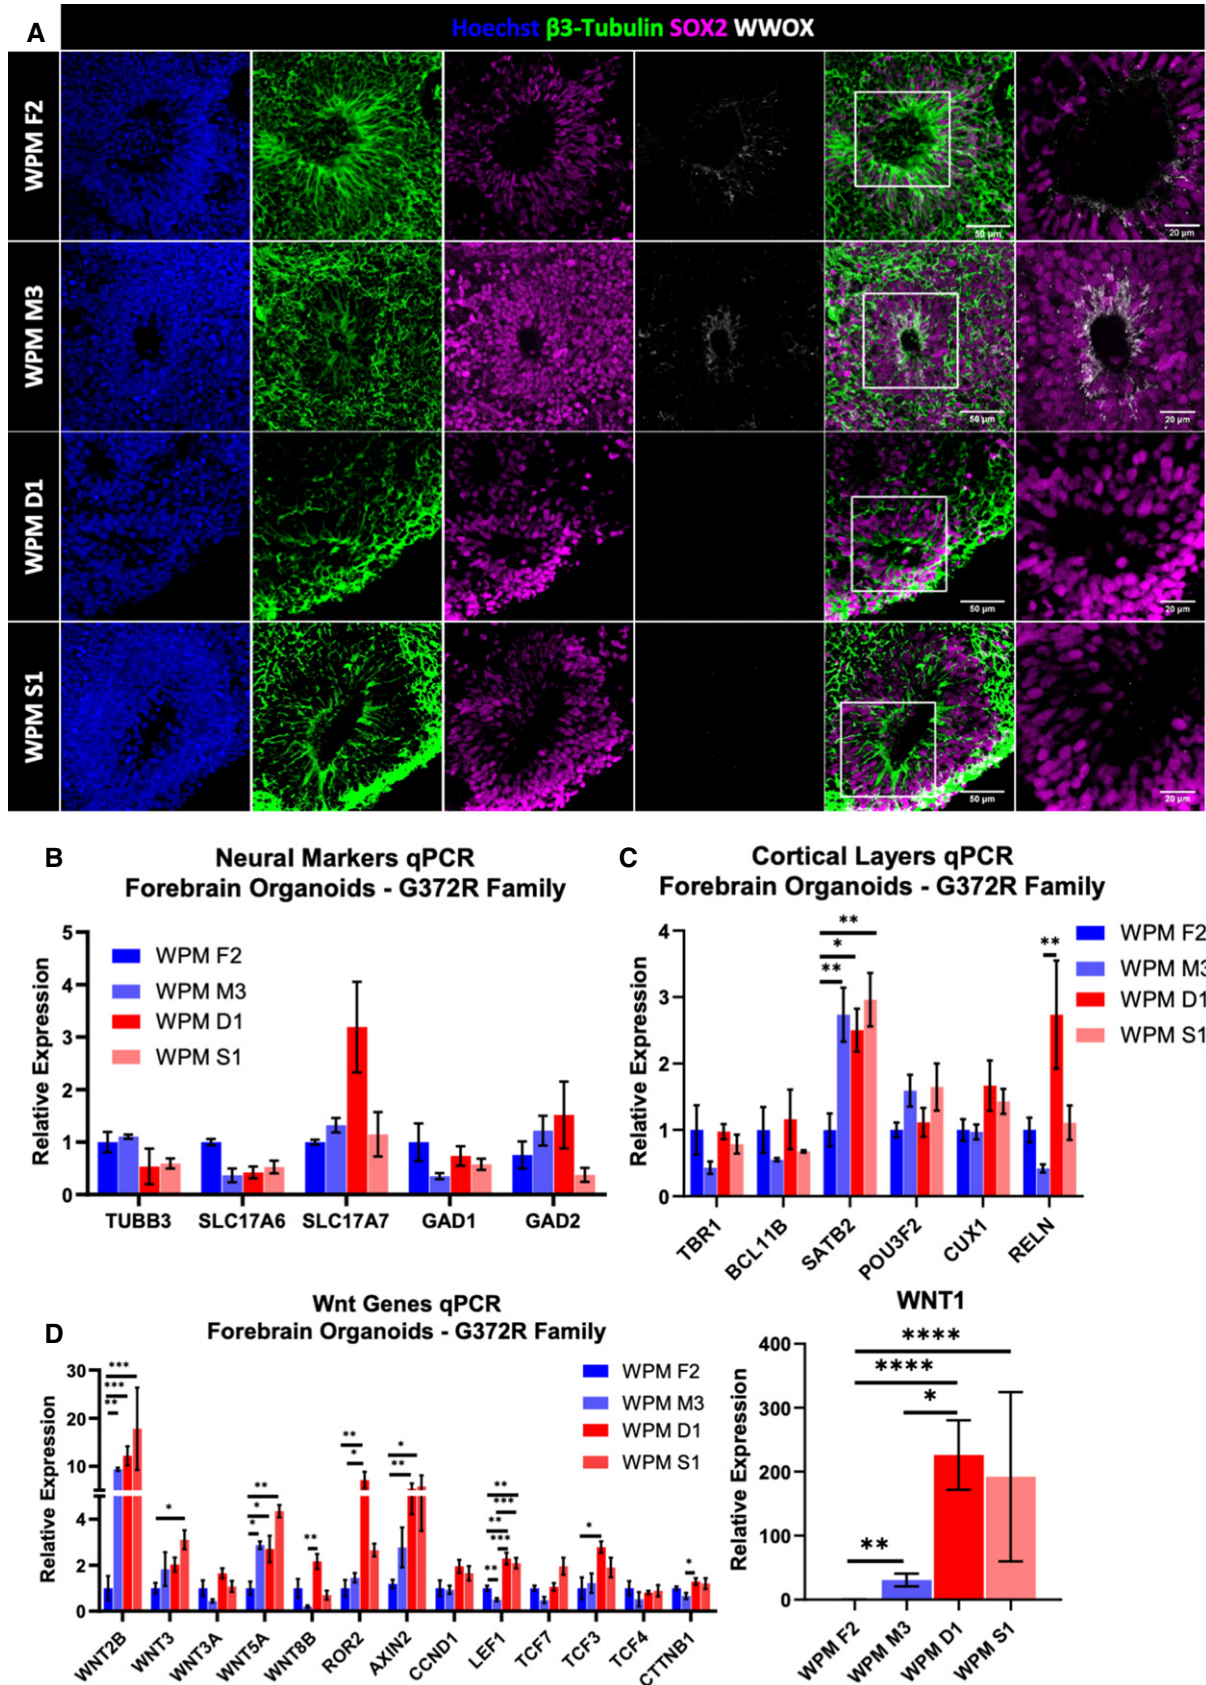 A
Hoechst β3-Tubulin SOX2 WWOX
WPM F2
50 μm
20 μm
WPM M3
50 μm
20 μm
WPM D1
50 μm
20 μm
WPM S1
50 μm
20 μm
B
Neural Markers qPCR
Forebrain Organoids - G372R Family
Relative Expression
5
4
3
2
1
0
WPM F2
WPM M3
WPM D1
WPM S1
TUBB3
SLC17A6
SLC17A7
GAD1
GAD2
C
Cortical Layers qPCR
Forebrain Organoids - G372R Family
Relative Expression
4
3
2
1
0
**
*
**
**
WPM F2
WPM M3
WPM D1
WPM S1
TBR1
BCL11B
SATB2
POU3F2
CUX1
RELN
D
Wnt Genes qPCR
Forebrain Organoids - G372R Family
Relative Expression
30
20
10
4
2
0
***
***
**
*
**
*
*
**
**
*
*
**
**
***
**
***
**
*
*
WPM F2
WPM M3
WPM D1
WPM S1
WNT2B
WNT3
WNT3A
WNT5A
WNT8B
ROR2
AXIN2
CCND1
LEF1
TCF7
TCF3
TCF4
CTTNB1
WNT1
Relative Expression
400
300
200
100
0
****
****
*
**
WPM F2
WPM M3
WPM D1
WPM S1